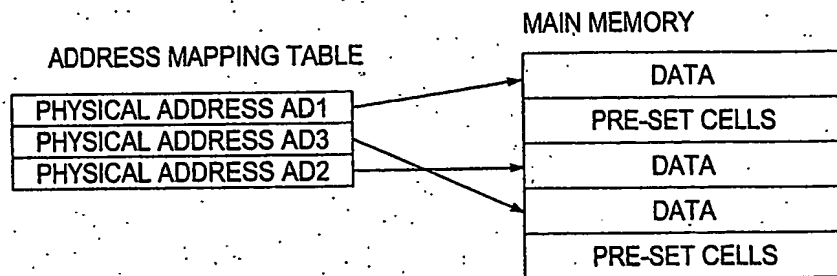 MAIN MEMORY
ADDRESS MAPPING TABLE
DATA
PHYSICAL ADDRESS AD1
PRE-SET CELLS
PHYSICAL ADDRESS AD3
PHYSICAL ADDRESS AD2
DATA
DATA
PRE-SET CELLS